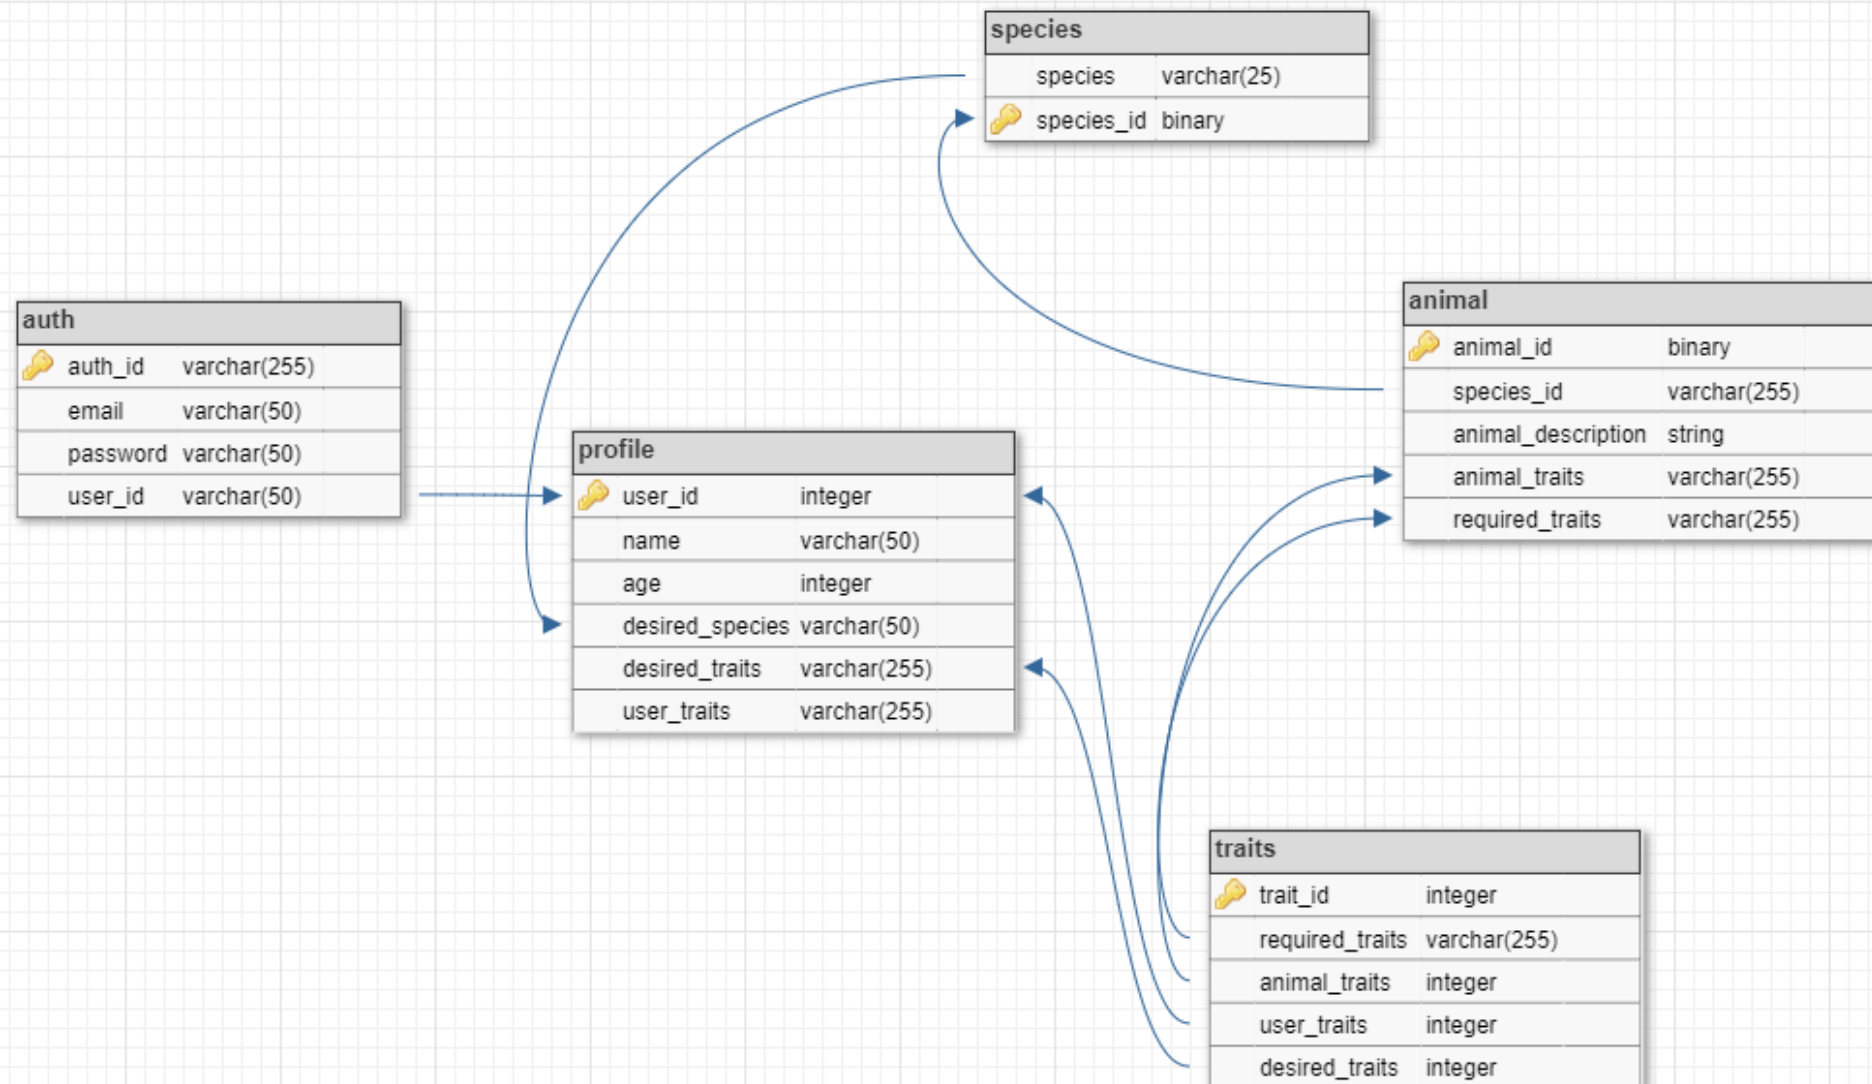 species
species varchar(25)
species_id binary
auth
auth_id varchar(255)
email varchar(50)
password varchar(50)
user_id varchar(50)
profile
user_id integer
name varchar(50)
age integer
desired_species varchar(50)
desired_traits varchar(255)
user_traits varchar(255)
animal
animal_id binary
species_id varchar(255)
animal_description string
animal_traits varchar(255)
required_traits varchar(255)
traits
trait_id integer
required_traits varchar(255)
animal_traits integer
user_traits integer
desired_traits integer